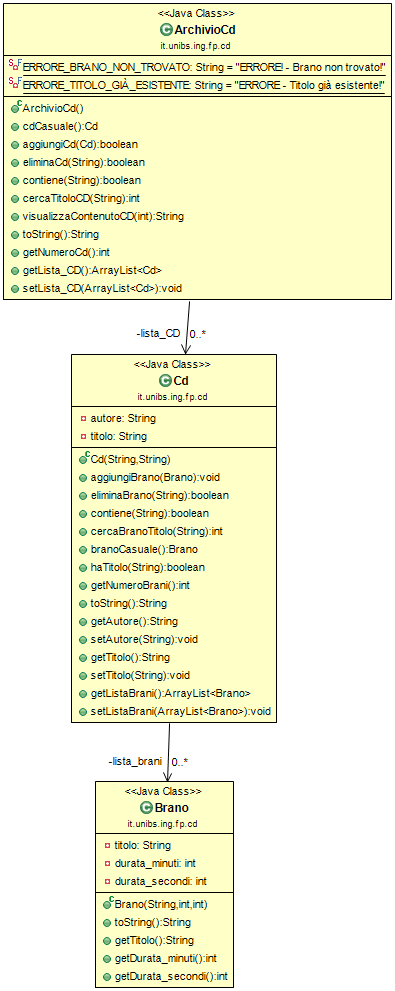 <<Java Class>>
ArchivioCd
it.unibs.ing.fp.cd
ERRORE_BRANO_NON_TROVATO: String = "ERRORE! - Brano non trovato!"
ERRORE_TITOLO_GIÀ_ESISTENTE: String = "ERRORE - Titolo già esistente!"
ArchivioCd()
cdCasuale():Cd
aggiungiCd(Cd):boolean
eliminaCd(String):boolean
contiene(String):boolean
cercaTitoloCD(String):int
visualizzaContenutoCD(int):String
toString():String
getNumeroCd():int
getLista_CD():ArrayList<Cd>
setLista_CD(ArrayList<Cd>):void
-lista_CD 0..*
<<Java Class>>
Cd
it.unibs.ing.fp.cd
autore: String
titolo: String
Cd(String,String)
aggiungiBrano(Brano):void
eliminaBrano(String):boolean
contiene(String):boolean
cercaBranoTitolo(String):int
branoCasuale():Brano
haTitolo(String):boolean
getNumeroBrani():int
toString():String
getAutore():String
setAutore(String):void
getTitolo():String
setTitolo(String):void
getListaBrani():ArrayList<Brano>
setListaBrani(ArrayList<Brano>):void
-lista_brani 0..*
<<Java Class>>
Brano
it.unibs.ing.fp.cd
titolo: String
durata_minuti: int
durata_secondi: int
Brano(String,int,int)
toString():String
getTitolo():String
getDurata_minuti():int
getDurata_secondi():int